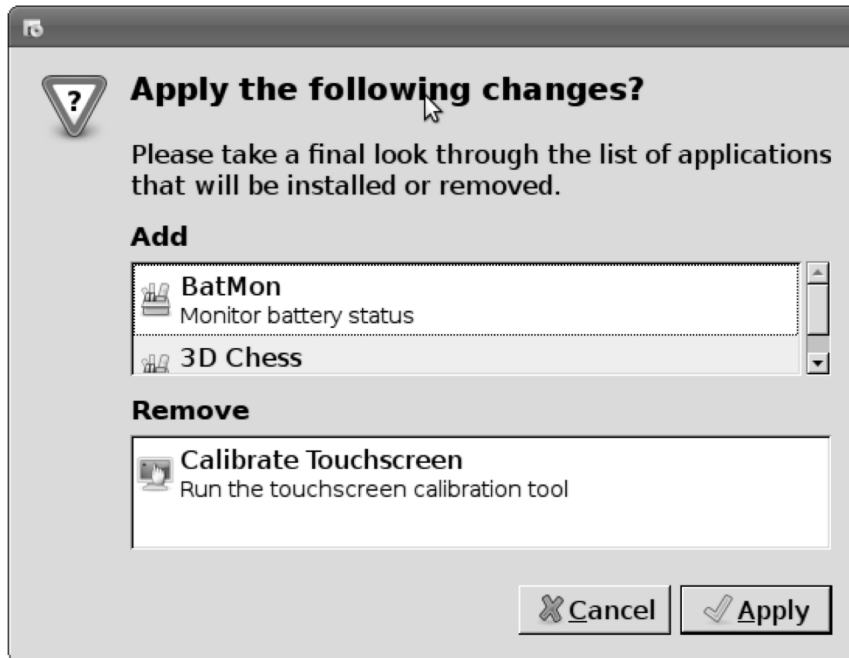 ?
Apply the following changes?
Please take a final look through the list of applications
that will be installed or removed.
Add
BatMon
Monitor battery status
3D Chess
Remove
Calibrate Touchscreen
Run the touchscreen calibration tool
Cancel Apply